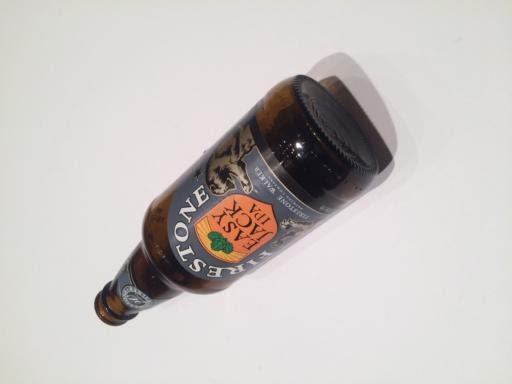 FIRESTONE
EASY
JACK
IPA
FIRESTONE WALKER